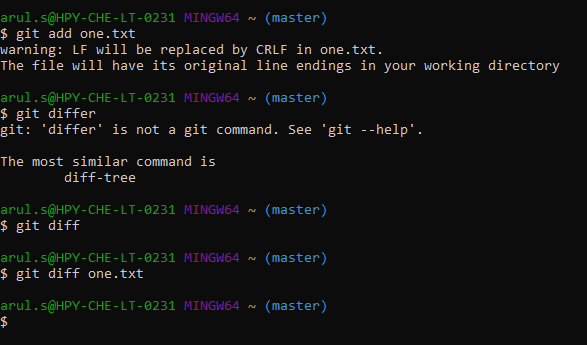 arul.s@HPY-CHE-LT-0231 MINGW64 ~ (master)
$ git add one.txt
warning: LF will be replaced by CRLF in one.txt.
The file will have its original line endings in your working directory
arul.s@HPY-CHE-LT-0231 MINGW64 ~ (master)
$ git differ
git: 'differ' is not a git command. See 'git --help'.
The most similar command is
diff-tree
arul.s@HPY-CHE-LT-0231 MINGW64 ~ (master)
$ git diff
arul.s@HPY-CHE-LT-0231 MINGW64 ~ (master)
$ git diff one.txt
arul.s@HPY-CHE-LT-0231 MINGW64 ~ (master)
$